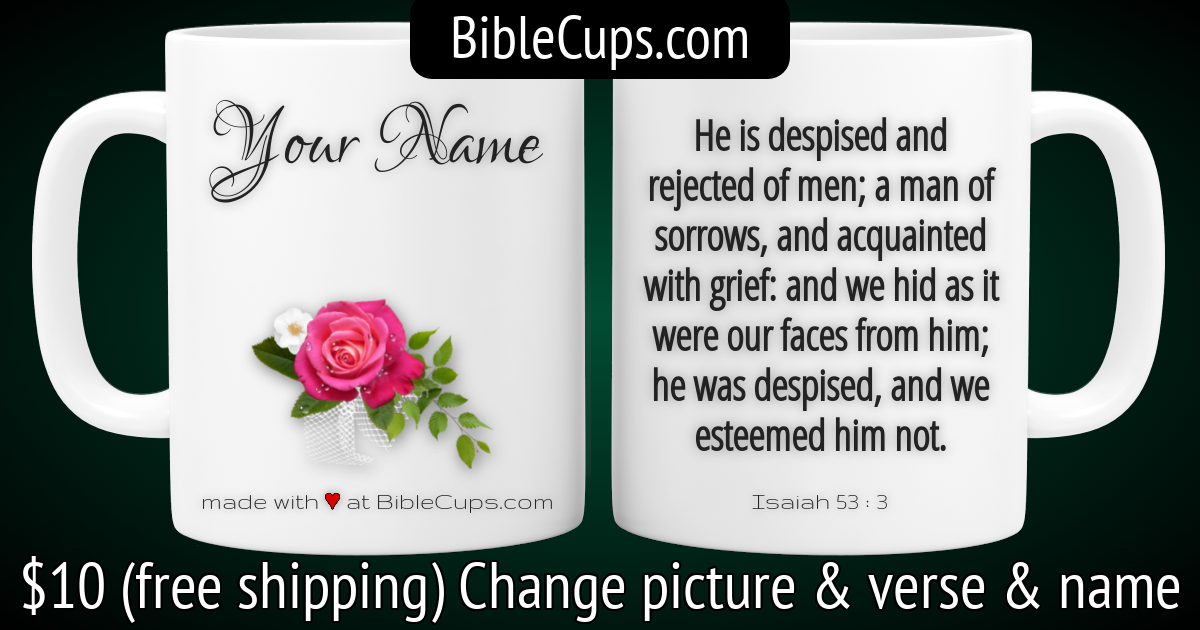 BibleCups.com
Your Name
made with ♥ at BibleCups.com
He is despised and
rejected of men; a man of
sorrows, and acquainted
with grief: and we hid as it
were our faces from him;
he was despised, and we
esteemed him not.
Isaiah 53 : 3
$10 (free shipping) Change picture & verse & name